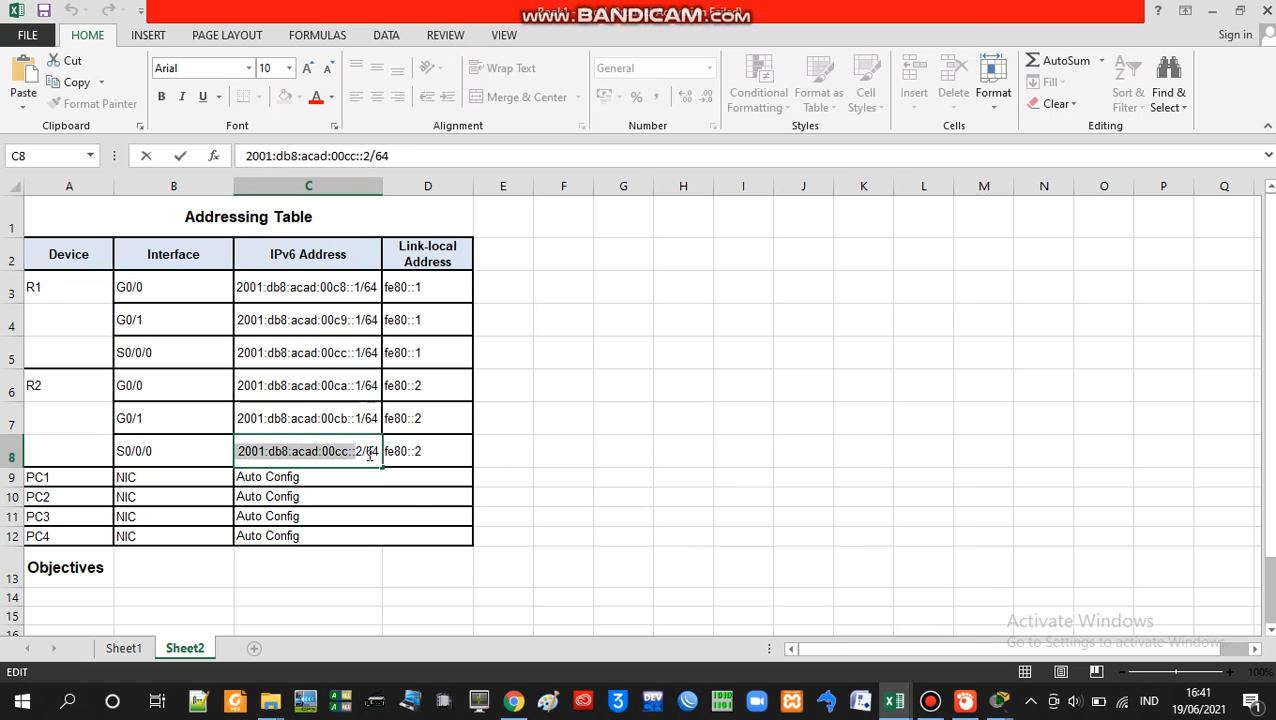 www.BANDICAM.com
Sign in
FILE HOME INSERT PAGE LAYOUT FORMULAS DATA REVIEW VIEW
Paste
Cut
Copy
Format Painter
Clipboard
Arial 10
B I U
Font
Wrap Text
Merge & Center
Alignment
General
Number
Conditional Formatting
Format as Table
Cell Styles
Styles
Insert Delete Format
Cells
AutoSum
Fill
Clear
Sort & Filter
Find & Select
Editing
C8 2001:db8:acad:00cc::2/64
A B C D E F G H I J K L M N O P Q
1 Addressing Table
2 Device Interface IPv6 Address Link-local Address
3 R1 G0/0 2001:db8:acad:00c8::1/64 fe80::1
4 G0/1 2001:db8:acad:00c9::1/64 fe80::1
5 S0/0/0 2001:db8:acad:00cc::1/64 fe80::1
6 R2 G0/0 2001:db8:acad:00ca::1/64 fe80::2
7 G0/1 2001:db8:acad:00cb::1/64 fe80::2
8 S0/0/0 2001:db8:acad:00cc::2/64 fe80::2
9 PC1 NIC Auto Config
10 PC2 NIC Auto Config
11 PC3 NIC Auto Config
12 PC4 NIC Auto Config
13 Objectives
14
15
16
Activate Windows
Go to Settings to activate Windows.
Sheet1 Sheet2
EDIT
100%
IND
16:41
19/06/2021